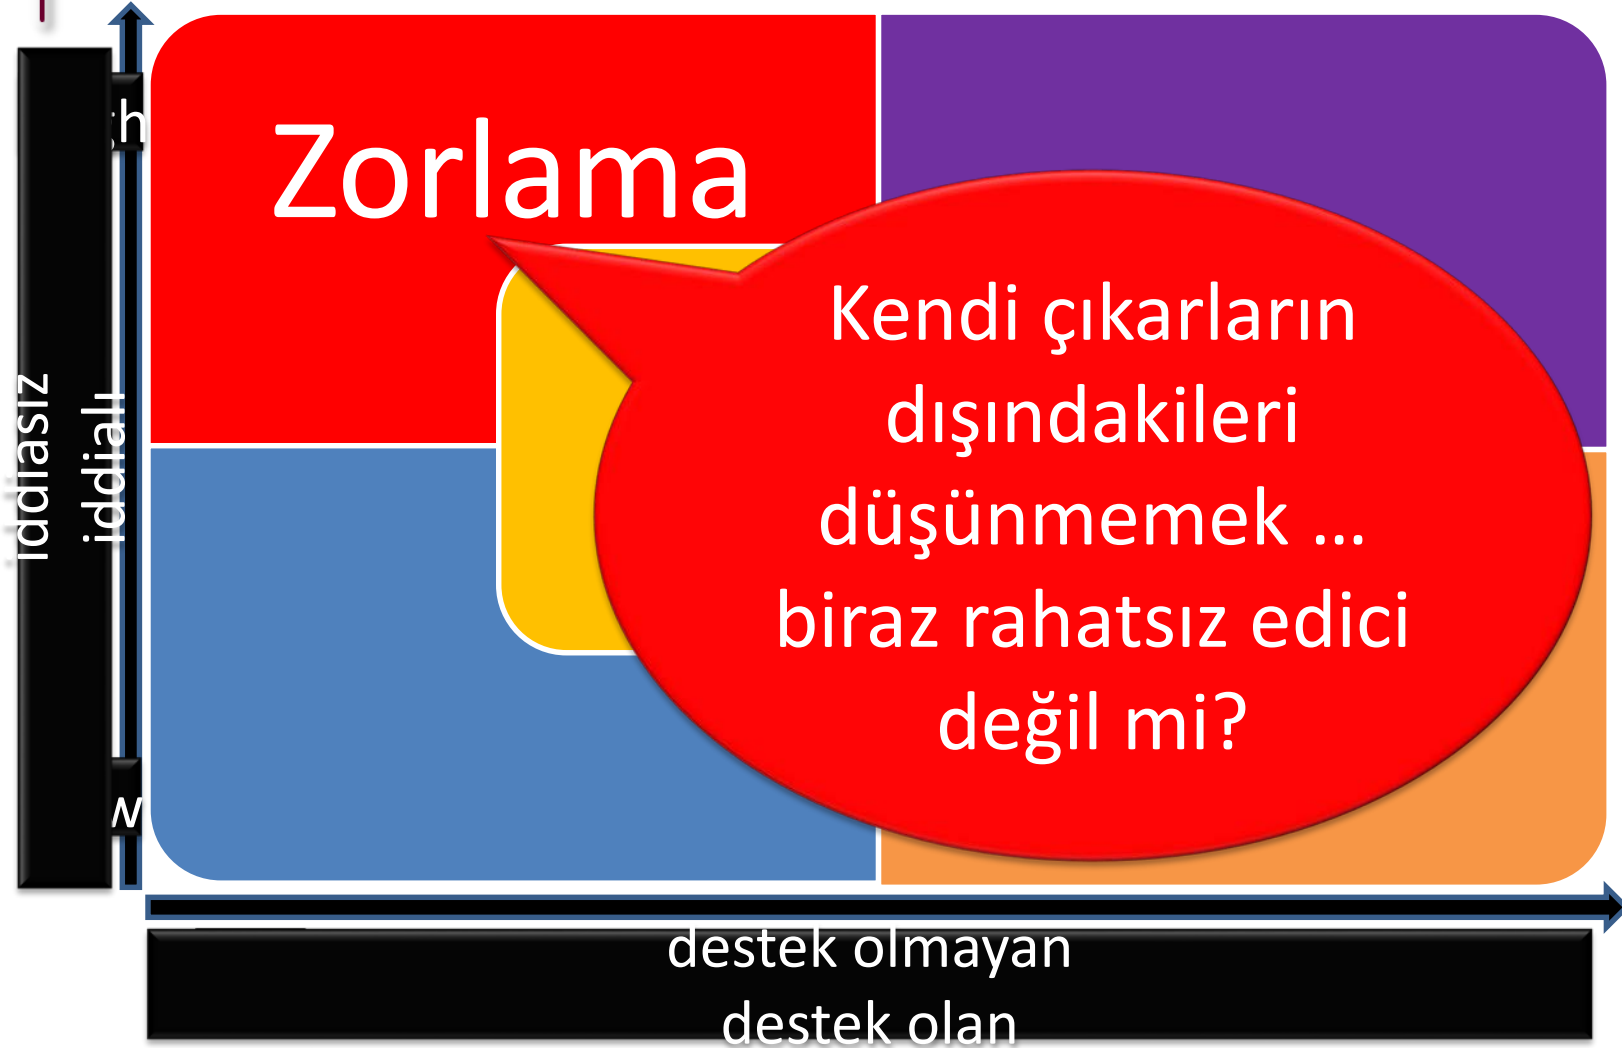 Zorlama
Kendi çıkarların
dışındakileri
düşünmemek ...
biraz rahatsız edici
değil mi?
iddiasız
iddialı
destek olmayan
destek olan